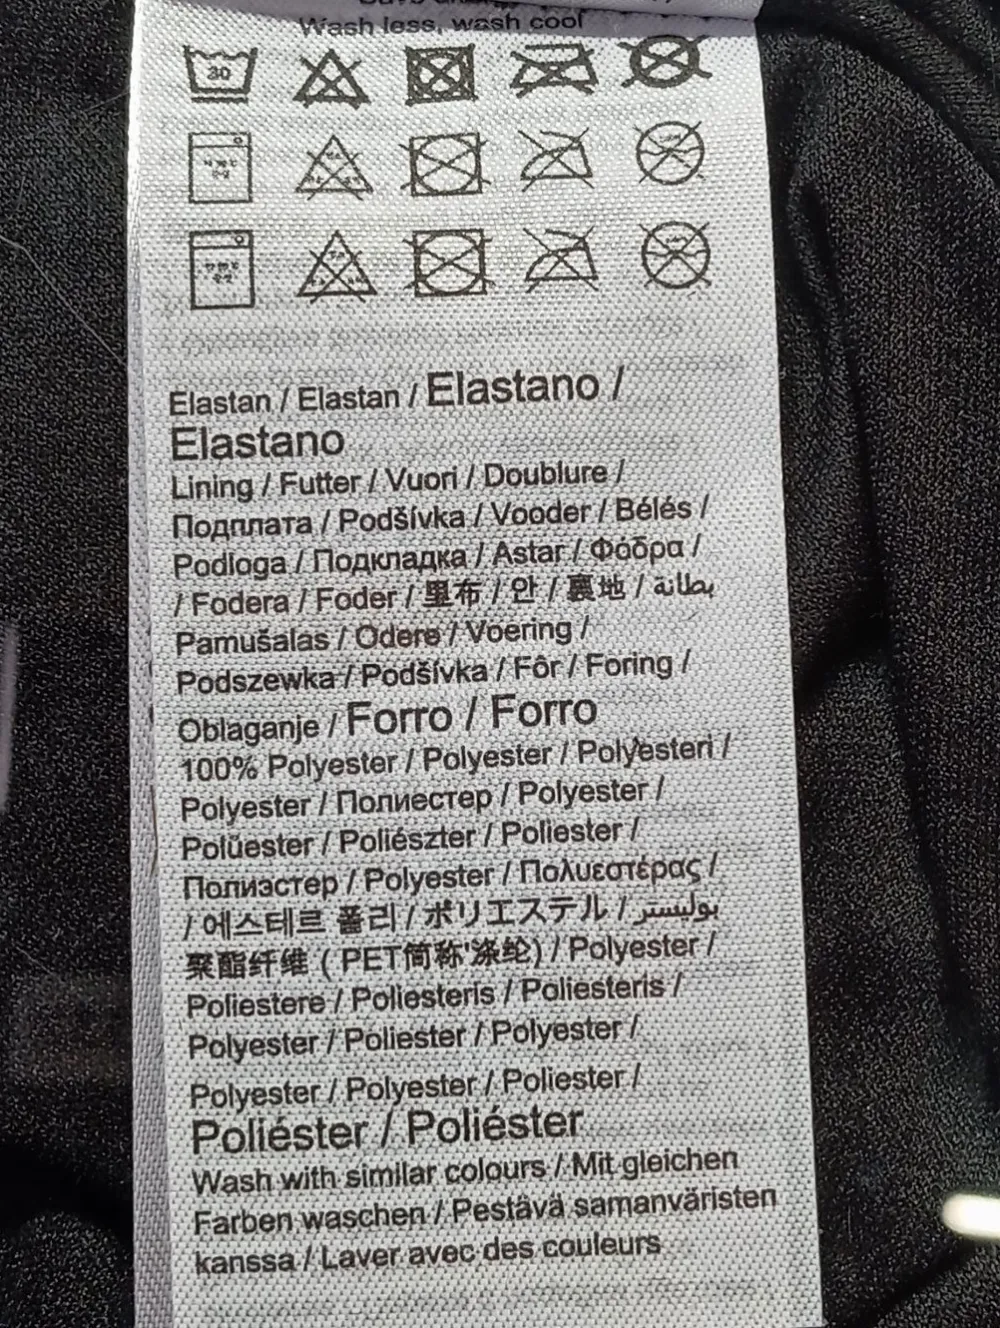 Wash less, wash cool
30
Elastan / Elastan / Elastano /
Elastano
Lining / Futter / Vuori / Doublure /
Подплата / Podšívka / Vooder / Bélés /
Podloga / Подкладка / Astar / Φόδρα /
/ Fodera / Foder / 里布 / 안 / 裏地 / بطانة
Pamušalas / Odere / Voering /
Podszewka / Podšívka / Fôr / Foring /
Oblaganje / Forro / Forro
100% Polyester / Polyester / Polyesteri /
Polyester / Полиестер / Polyester /
Polüester / Poliészter / Poliester /
Полиэстер / Polyester / Πολυεστέρας /
/ 에스테르 폴리 / ポリエステル / بوليستر
聚酯纤维 ( PET简称'涤纶) / Polyester /
Poliestere / Poliesteris / Poliesteris /
Polyester / Poliester / Polyester /
Polyester / Polyester / Poliester /
Poliéster / Poliéster
Wash with similar colours / Mit gleichen
Farben waschen / Pestävä samanväristen
kanssa / Laver avec des couleurs